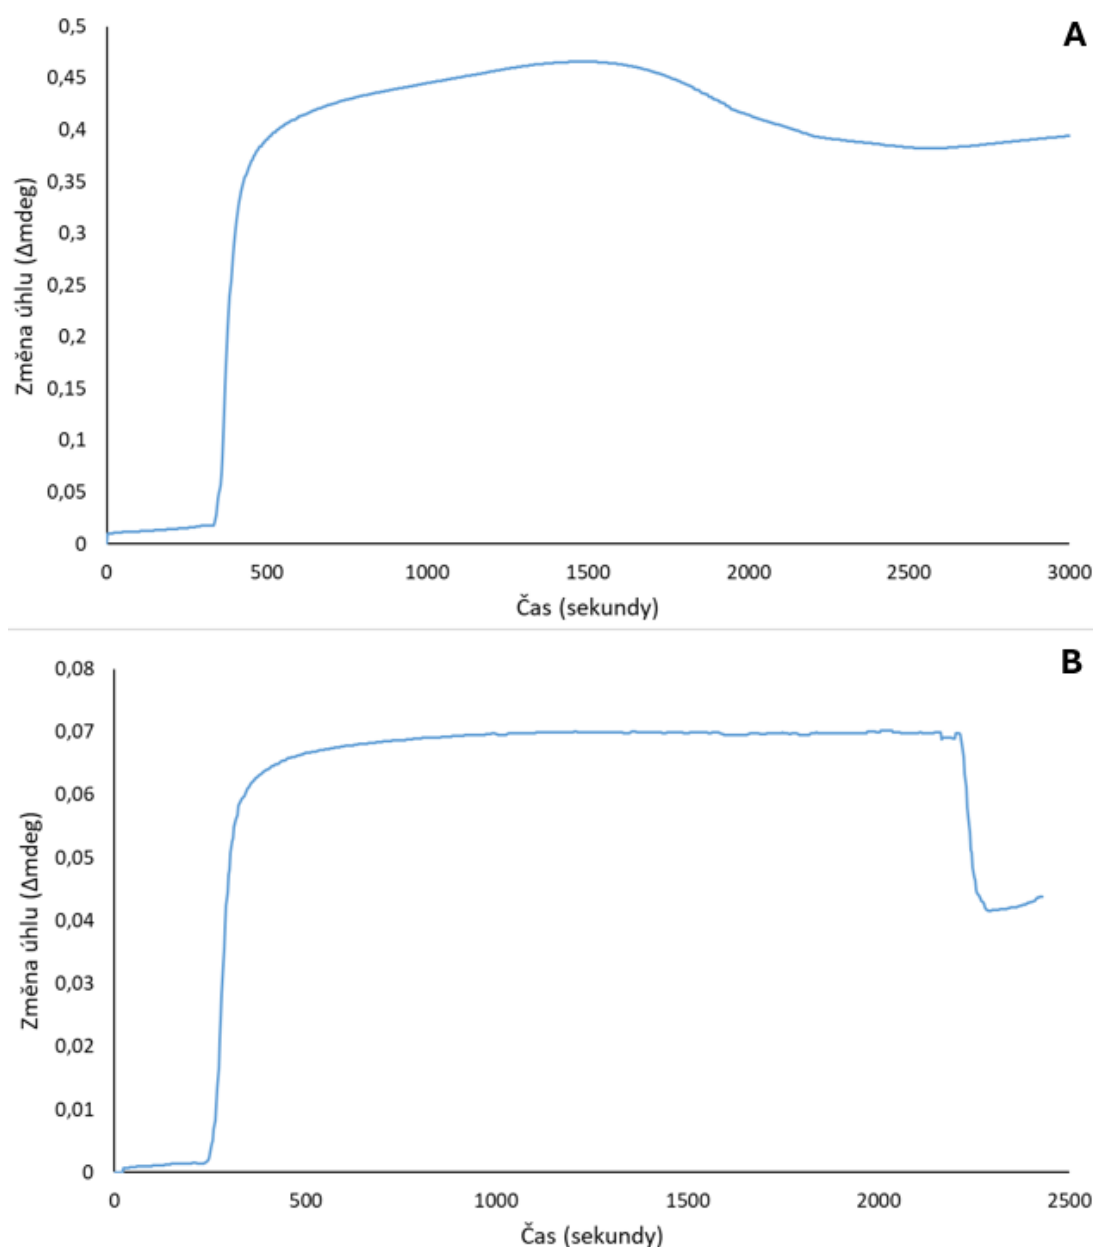 A
0,5
0,45
0,4
0,35
0,3
0,25
0,2
0,15
0,1
0,05
0
Změna úhlu (Δmdeg)
0 500 1000 1500 2000 2500 3000
Čas (sekundy)
B
0,08
0,07
0,06
0,05
0,04
0,03
0,02
0,01
0
Změna úhlu (Δmdeg)
0 500 1000 1500 2000 2500
Čas (sekundy)